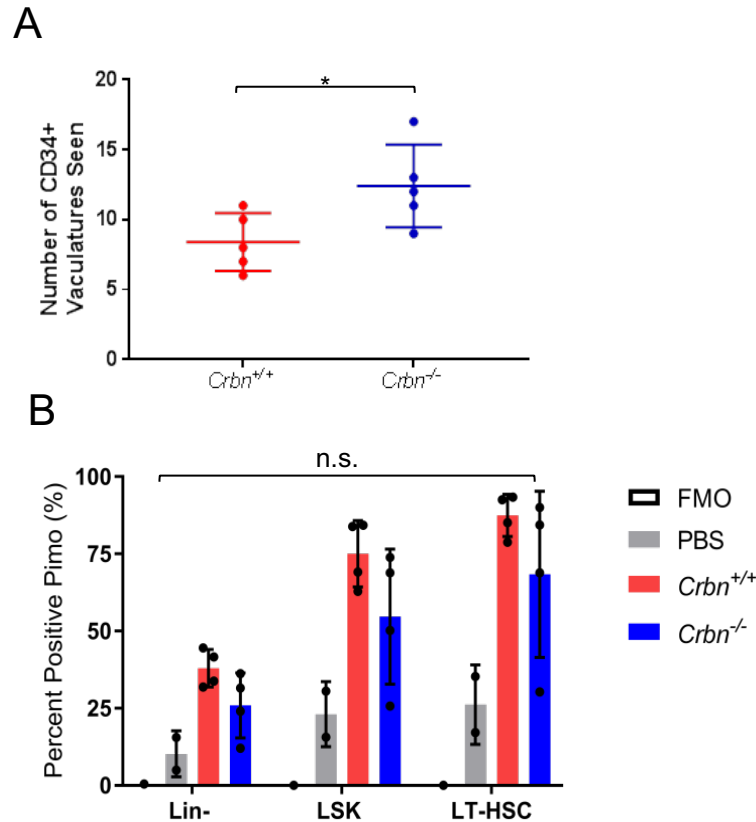 A
*
20
15
10
5
0
Number of CD34+
Vaculatures Seen
Crbn+/+
Crbn-/-
B
n.s.
100
75
50
25
0
Percent Positive Pimo (%)
Lin-
LSK
LT-HSC
FMO
PBS
Crbn+/+
Crbn-/-